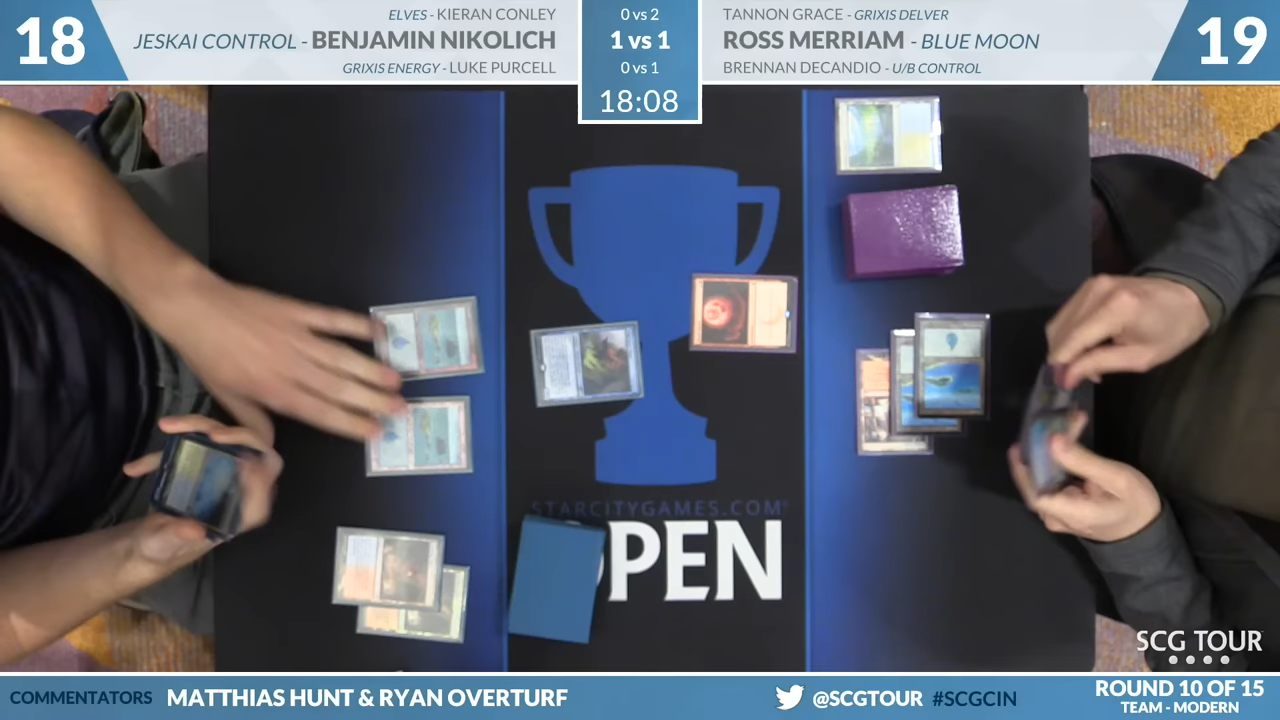 18
ELVES - KIERAN CONLEY
JESKAI CONTROL - BENJAMIN NIKOLICH
GRIXIS ENERGY - LUKE PURCELL
0 vs 2
1 vs 1
0 vs 1
18:08
TANNON GRACE - GRIXIS DELVER
ROSS MERRIAM - BLUE MOON
BRENNAN DECANDIO - U/B CONTROL
19
STARCITYGAMES.COM®
OPEN
SCG TOUR
COMMENTATORS MATTHIAS HUNT & RYAN OVERTURF
@SCGTOUR #SCGCIN
ROUND 10 OF 15
TEAM - MODERN